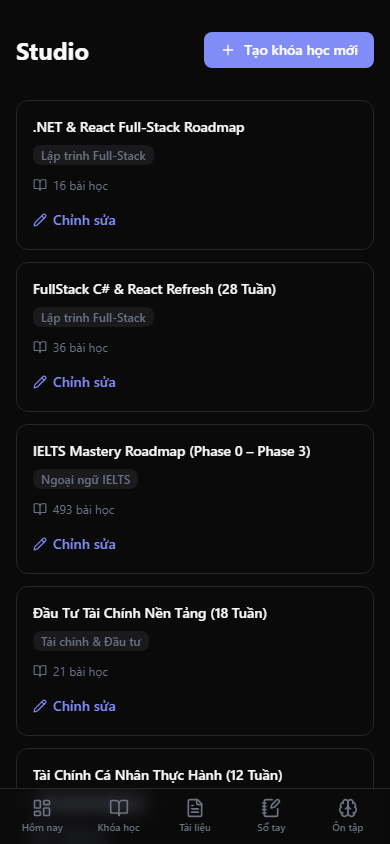 Studio
+ Tạo khóa học mới
.NET & React Full-Stack Roadmap
Lập trình Full-Stack
16 bài học
Chỉnh sửa
FullStack C# & React Refresh (28 Tuần)
Lập trình Full-Stack
36 bài học
Chỉnh sửa
IELTS Mastery Roadmap (Phase 0 – Phase 3)
Ngoại ngữ IELTS
493 bài học
Chỉnh sửa
Đầu Tư Tài Chính Nền Tảng (18 Tuần)
Tài chính & Đầu tư
21 bài học
Chỉnh sửa
Tài Chính Cá Nhân Thực Hành (12 Tuần)
Hôm nay
Khóa học
Tài liệu
Sổ tay
Ôn tập